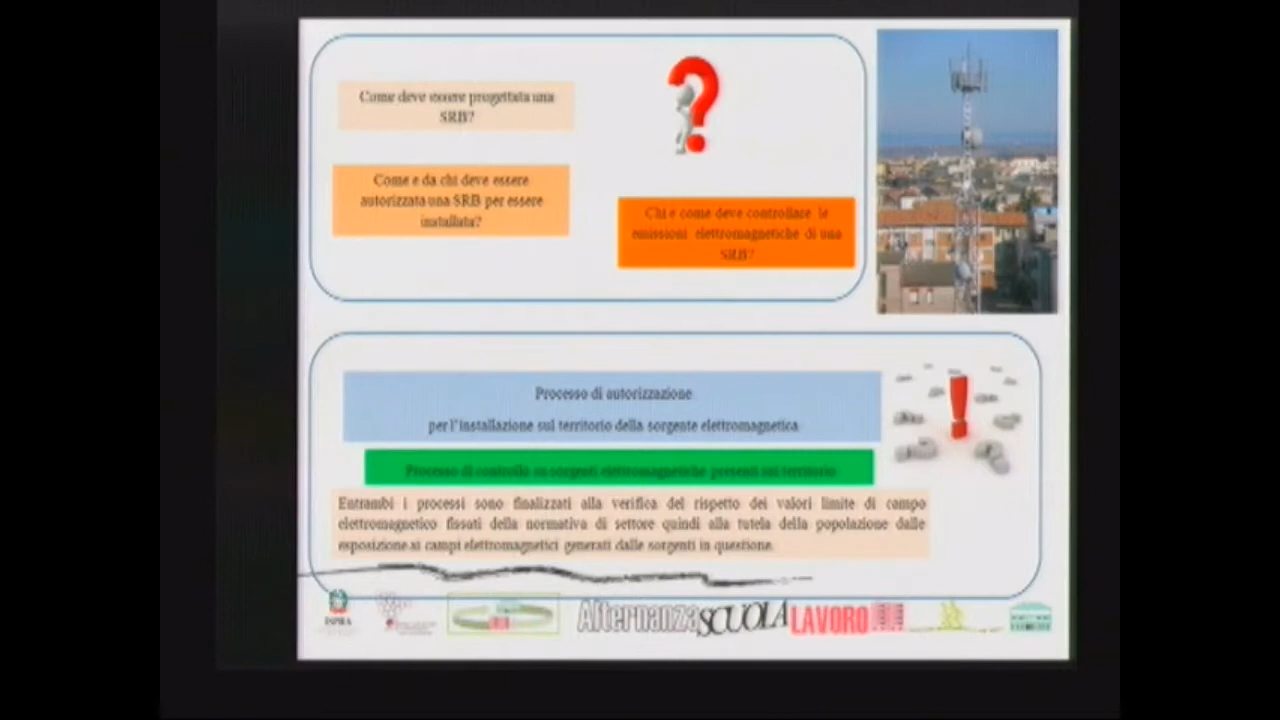 Come deve essere progettata una
SRB?
Come e da chi deve essere
autorizzata una SRB per essere
installata?
Chi e come deve controllare le
emissioni elettromagnetiche di una
SRB?
Processo di autorizzazione
per l'installazione sul territorio della sorgente elettromagnetica
Processo di controllo su sorgenti elettromagnetiche presenti sul territorio
Entrambi i processi sono finalizzati alla verifica del rispetto dei valori limite di campo
elettromagnetico fissati della normativa di settore quindi alla tutela della popolazione dalle
esposizione ai campi elettromagnetici generati dalle sorgenti in questione.
ISPRA
Alternanza SCUOLA LAVORO